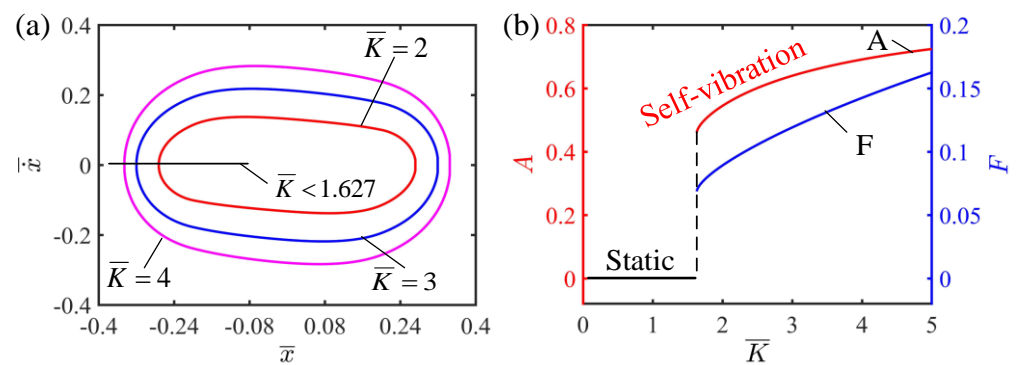 (a)
0.4
0.2
0
-0.2
-0.4
-0.4 -0.24 -0.08 0.08 0.24 0.4
ẋ̄
x̄
K̄ = 2
K̄ < 1.627
K̄ = 4
K̄ = 3
(b)
0.8
0.6
0.4
0.2
0
A
0 1 2 3 4 5
K̄
0.2
0.15
0.1
0.05
0
F
Self-vibration
A
F
Static